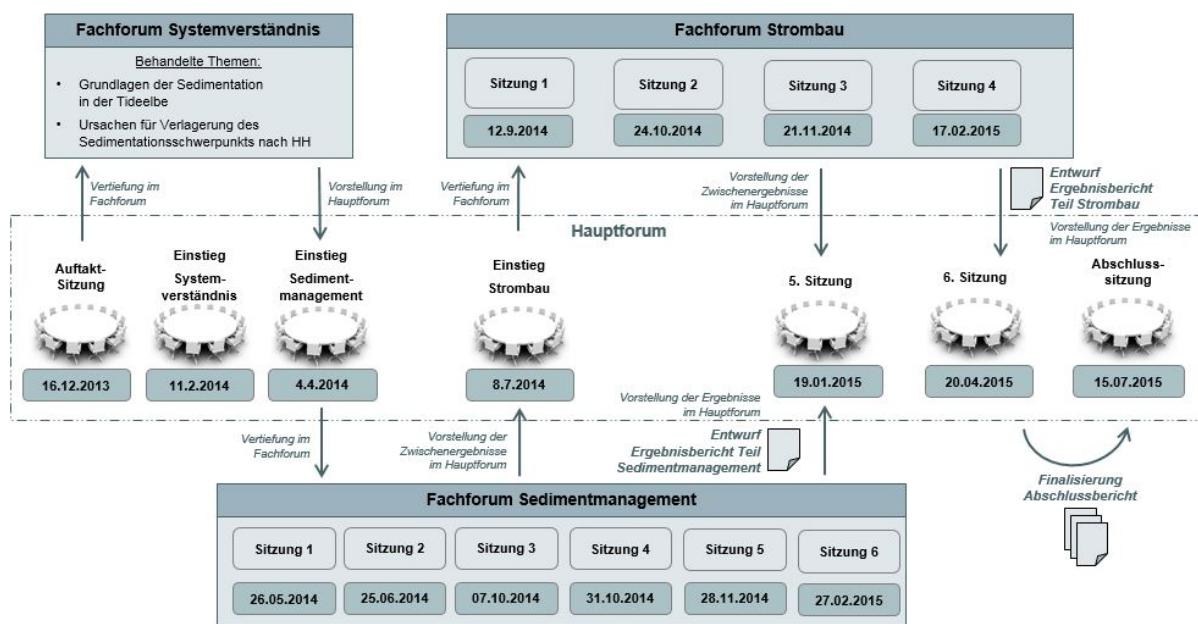 Fachforum Systemverständnis
Behandelte Themen:
• Grundlagen der Sedimentation
in der Tideelbe
• Ursachen für Verlagerung des
Sedimentationsschwerpunkts nach HH
Fachforum Strombau
Sitzung 1
Sitzung 2
Sitzung 3
Sitzung 4
12.9.2014
24.10.2014
21.11.2014
17.02.2015
Vertiefung im
Fachforum
Vorstellung im
Hauptforum
Vertiefung im
Fachforum
Vorstellung der
Zwischenergebnisse
im Hauptforum
Entwurf
Ergebnisbericht
Teil Strombau
Vorstellung der Ergebnisse
im Hauptforum
Hauptforum
Auftakt-
Sitzung
16.12.2013
Einstieg
System-
verständnis
11.2.2014
Einstieg
Sediment-
management
4.4.2014
Einstieg
Strombau
8.7.2014
5. Sitzung
19.01.2015
6. Sitzung
20.04.2015
Abschluss-
sitzung
15.07.2015
Vertiefung im
Fachforum
Vorstellung der
Zwischenergebnisse
im Hauptforum
Vorstellung der Ergebnisse
im Hauptforum
Entwurf
Ergebnisbericht Teil
Sedimentmanagement
Finalisierung
Abschlussbericht
Fachforum Sedimentmanagement
Sitzung 1
Sitzung 2
Sitzung 3
Sitzung 4
Sitzung 5
Sitzung 6
26.05.2014
25.06.2014
07.10.2014
31.10.2014
28.11.2014
27.02.2015